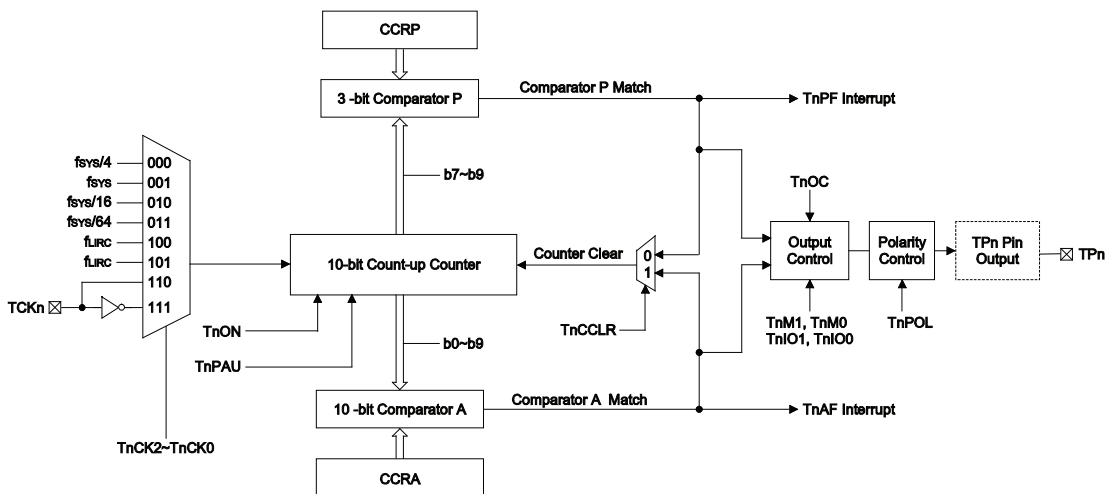 CCRP
3 -bit Comparator P
Comparator P Match
TnPF Interrupt
b7~b9
fSYS/4 000
fSYS 001
fSYS/16 010
fSYS/64 011
fLIRC 100
fLIRC 101
110
TCKn 111
TnOC
10-bit Count-up Counter
Counter Clear
0
1
Output
Control
Polarity
Control
TPn Pin
Output
TPn
TnON
TnPAU
TnCCLR
TnM1, TnM0
TnIO1, TnIO0
TnPOL
b0~b9
10 -bit Comparator A
Comparator A Match
TnAF Interrupt
TnCK2~TnCK0
CCRA